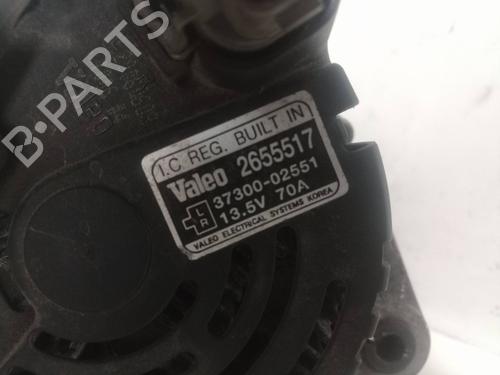 B-PARTS
I.C REG. BUILT IN
Valeo 2655517
L R 37300-02551
13.5V 70A
VALEO ELECTRICAL SYSTEMS KOREA